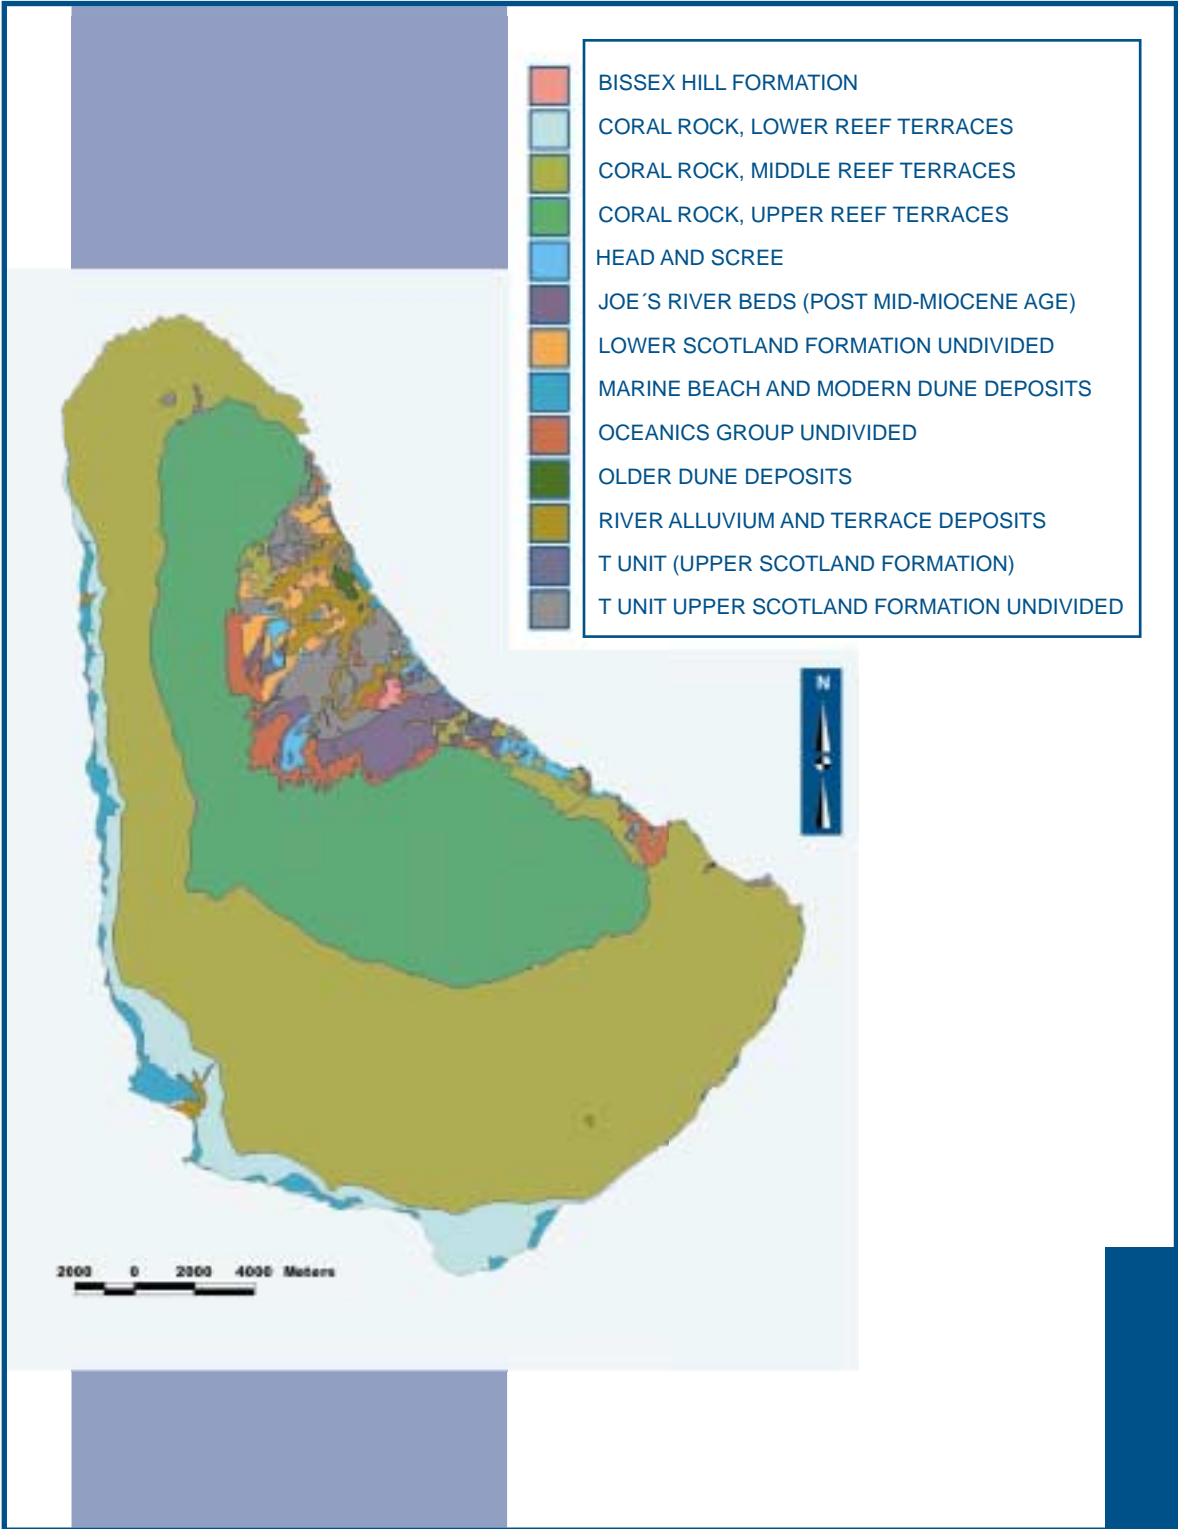 BISSEX HILL FORMATION
CORAL ROCK, LOWER REEF TERRACES
CORAL ROCK, MIDDLE REEF TERRACES
CORAL ROCK, UPPER REEF TERRACES
HEAD AND SCREE
JOE´S RIVER BEDS (POST MID-MIOCENE AGE)
LOWER SCOTLAND FORMATION UNDIVIDED
MARINE BEACH AND MODERN DUNE DEPOSITS
OCEANICS GROUP UNDIVIDED
OLDER DUNE DEPOSITS
RIVER ALLUVIUM AND TERRACE DEPOSITS
T UNIT (UPPER SCOTLAND FORMATION)
T UNIT UPPER SCOTLAND FORMATION UNDIVIDED
N
2000 0 2000 4000 Meters